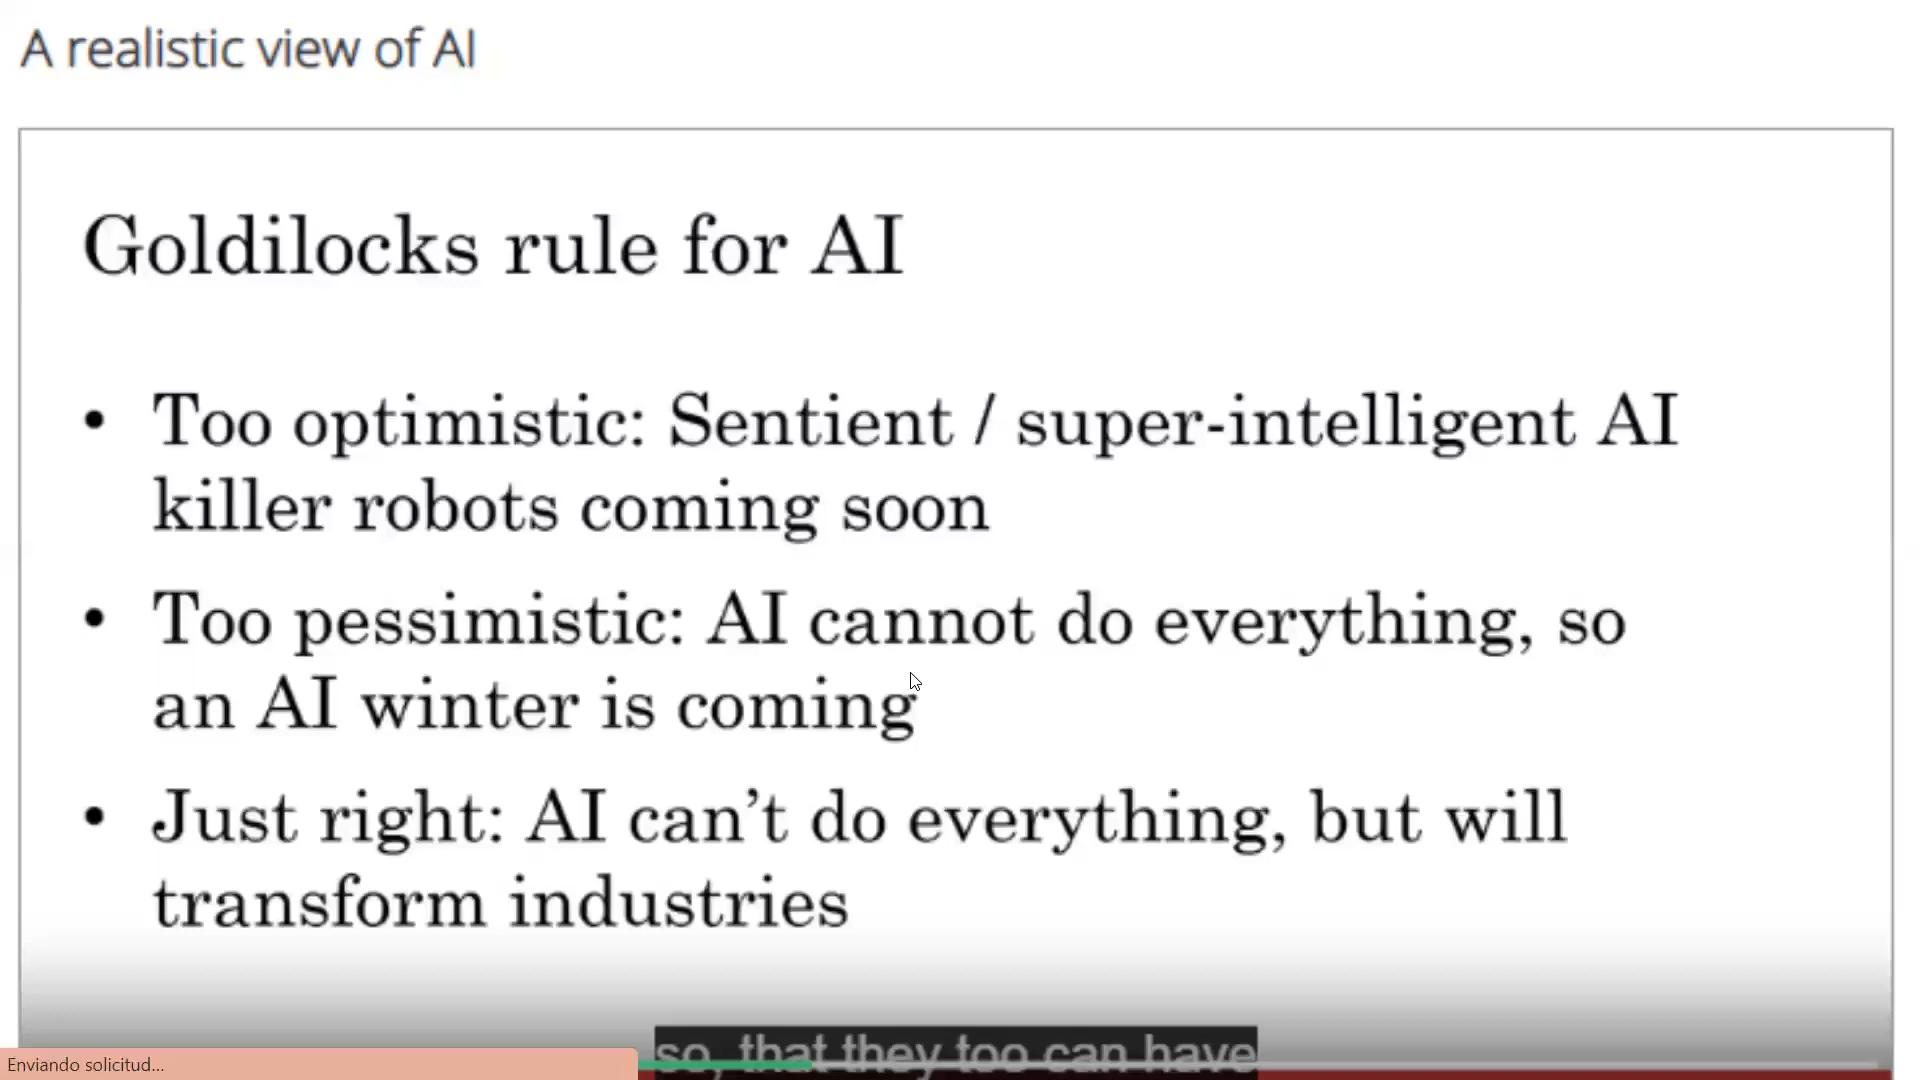 A realistic view of AI
Goldilocks rule for AI
• Too optimistic: Sentient / super-intelligent AI
killer robots coming soon
• Too pessimistic: AI cannot do everything, so
an AI winter is coming
• Just right: AI can’t do everything, but will
transform industries
so, that they too can have
Enviando solicitud...